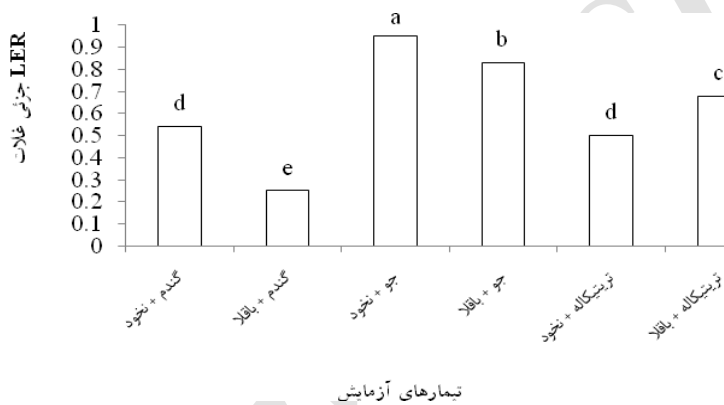 LER جزئی غلات
1
0.9
0.8
0.7
0.6
0.5
0.4
0.3
0.2
0.1
0
d
e
a
b
d
c
گندم + نخود
گندم + باقلا
جو + نخود
جو + باقلا
تریتیکاله + نخود
تریتیکاله + باقلا
تیمارهای آزمایش